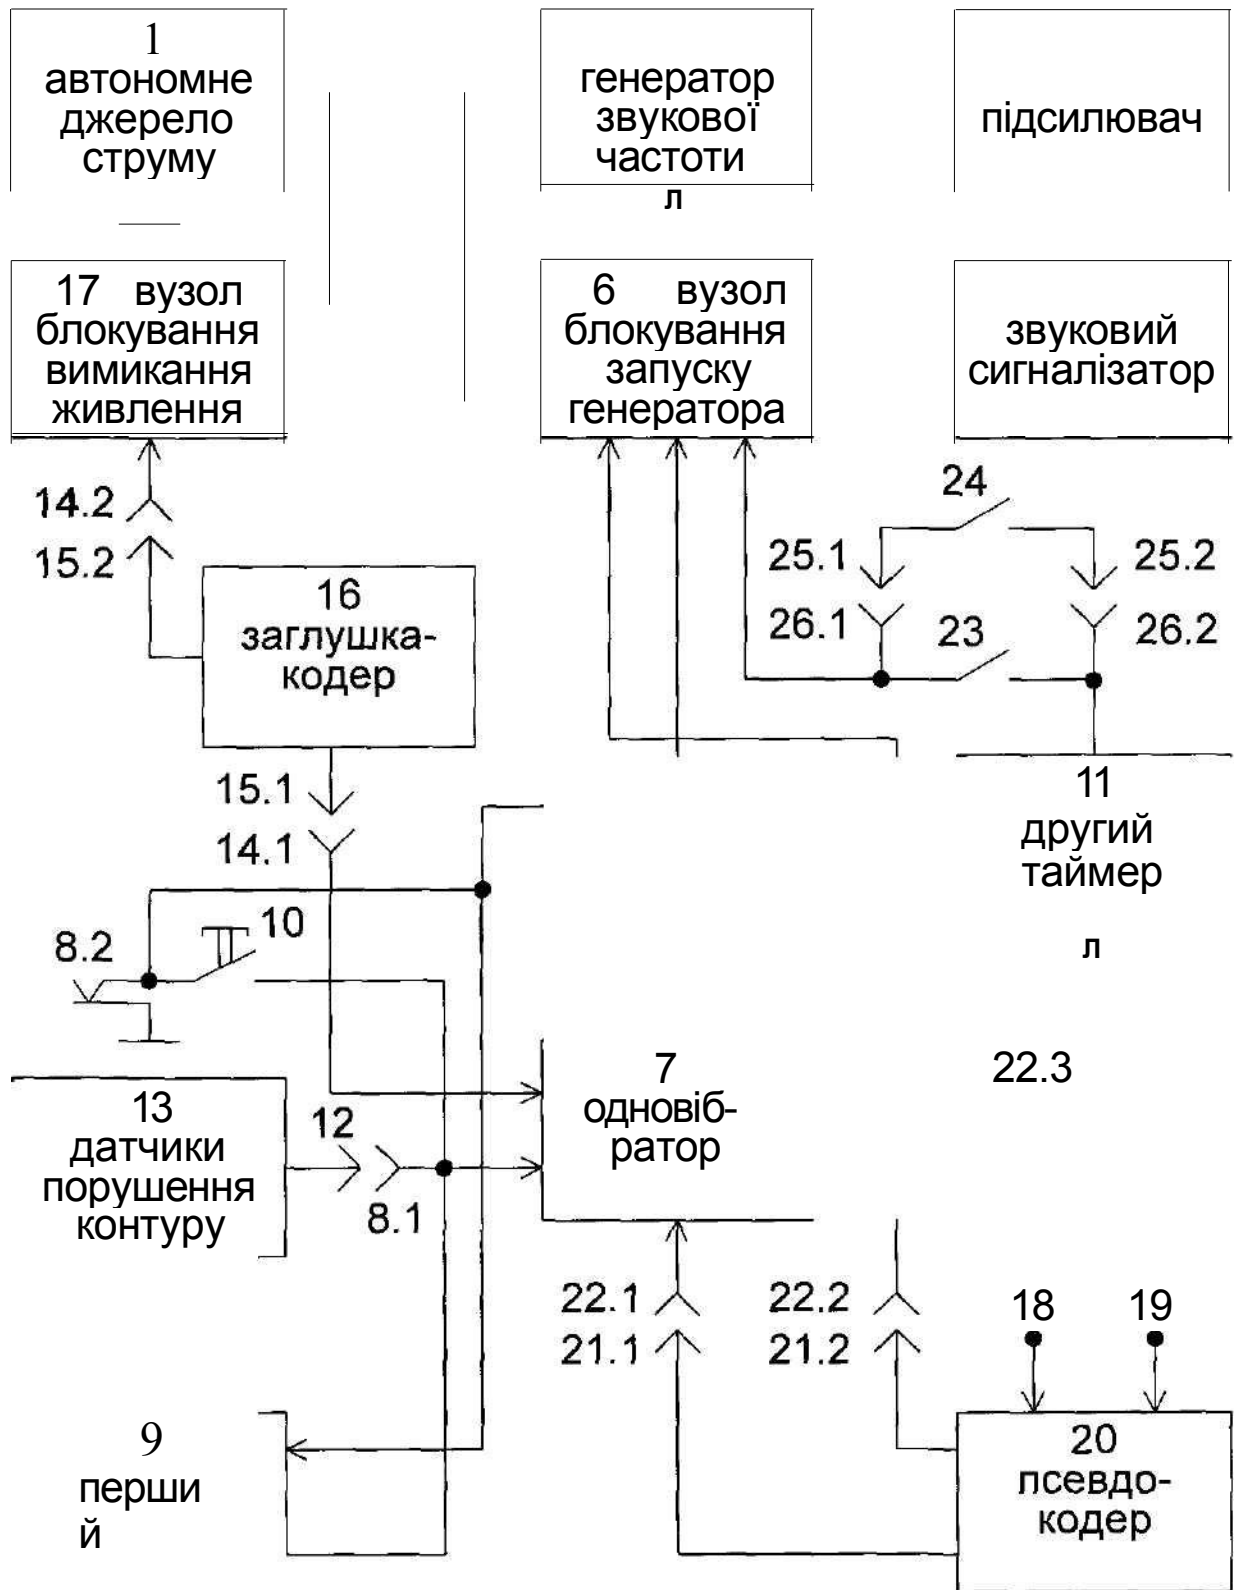 1
автономне
джерело
струму
генератор
звукової
частоти
л
підсилювач
17 вузол
блокування
вимикання
живлення
6 вузол
блокування
запуску
генератора
звуковий
сигналізатор
14.2
15.2
24
25.1
25.2
26.1
23
26.2
16
заглушка-
кодер
15.1
14.1
11
другий
таймер
л
8.2
10
7
одновіб-
ратор
22.3
13
датчики
порушення
контуру
12
8.1
22.1
22.2
21.1
21.2
18
19
9
перши
й
20
псевдо-
кодер